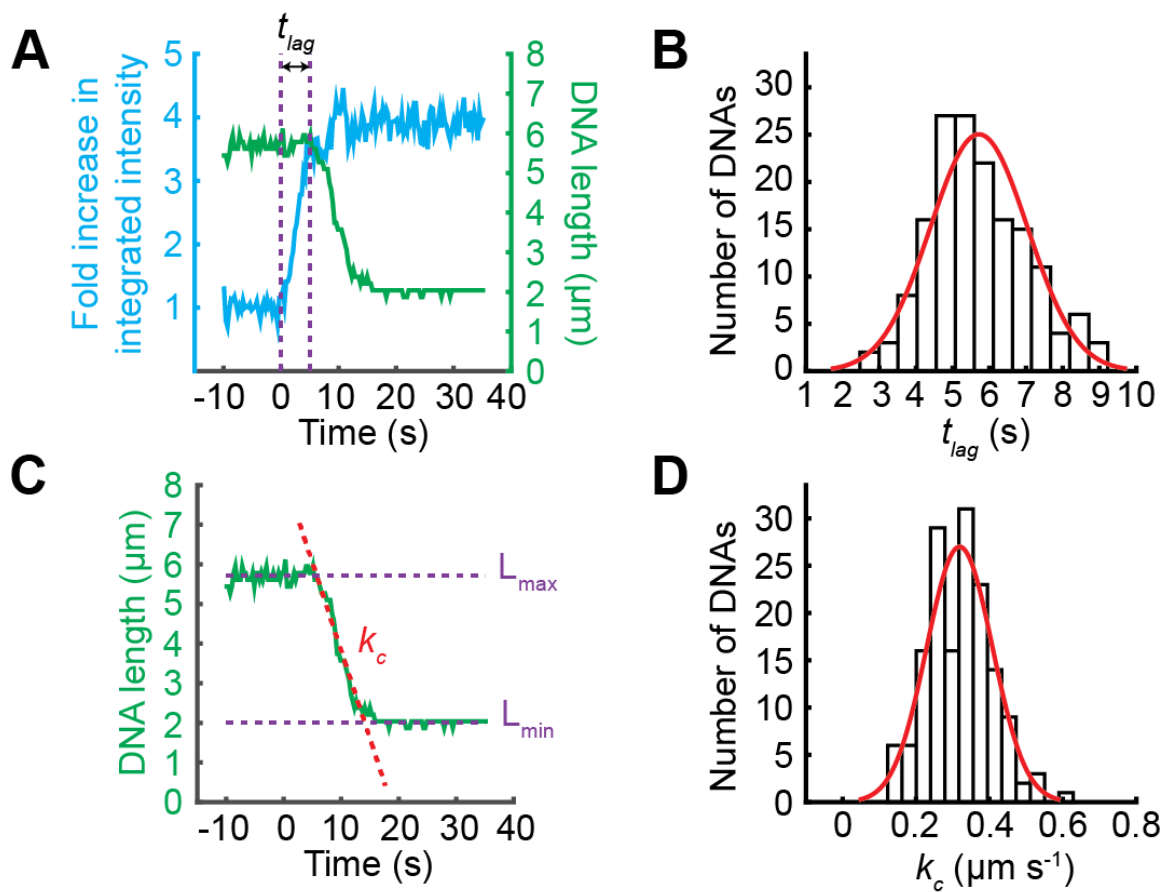 A
t_lag
Fold increase in
integrated intensity
5
4
3
2
1
8
7
6
5
4
3
2
1
0
DNA length (µm)
-10 0 10 20 30 40
Time (s)
B
Number of DNAs
30
25
20
15
10
5
0
1 2 3 4 5 6 7 8 9 10
t_lag (s)
C
DNA length (µm)
8
7
6
5
4
3
2
1
0
L_max
k_c
L_min
-10 0 10 20 30 40
Time (s)
D
Number of DNAs
30
25
20
15
10
5
0
0 0.2 0.4 0.6 0.8
k_c (µm s⁻¹)